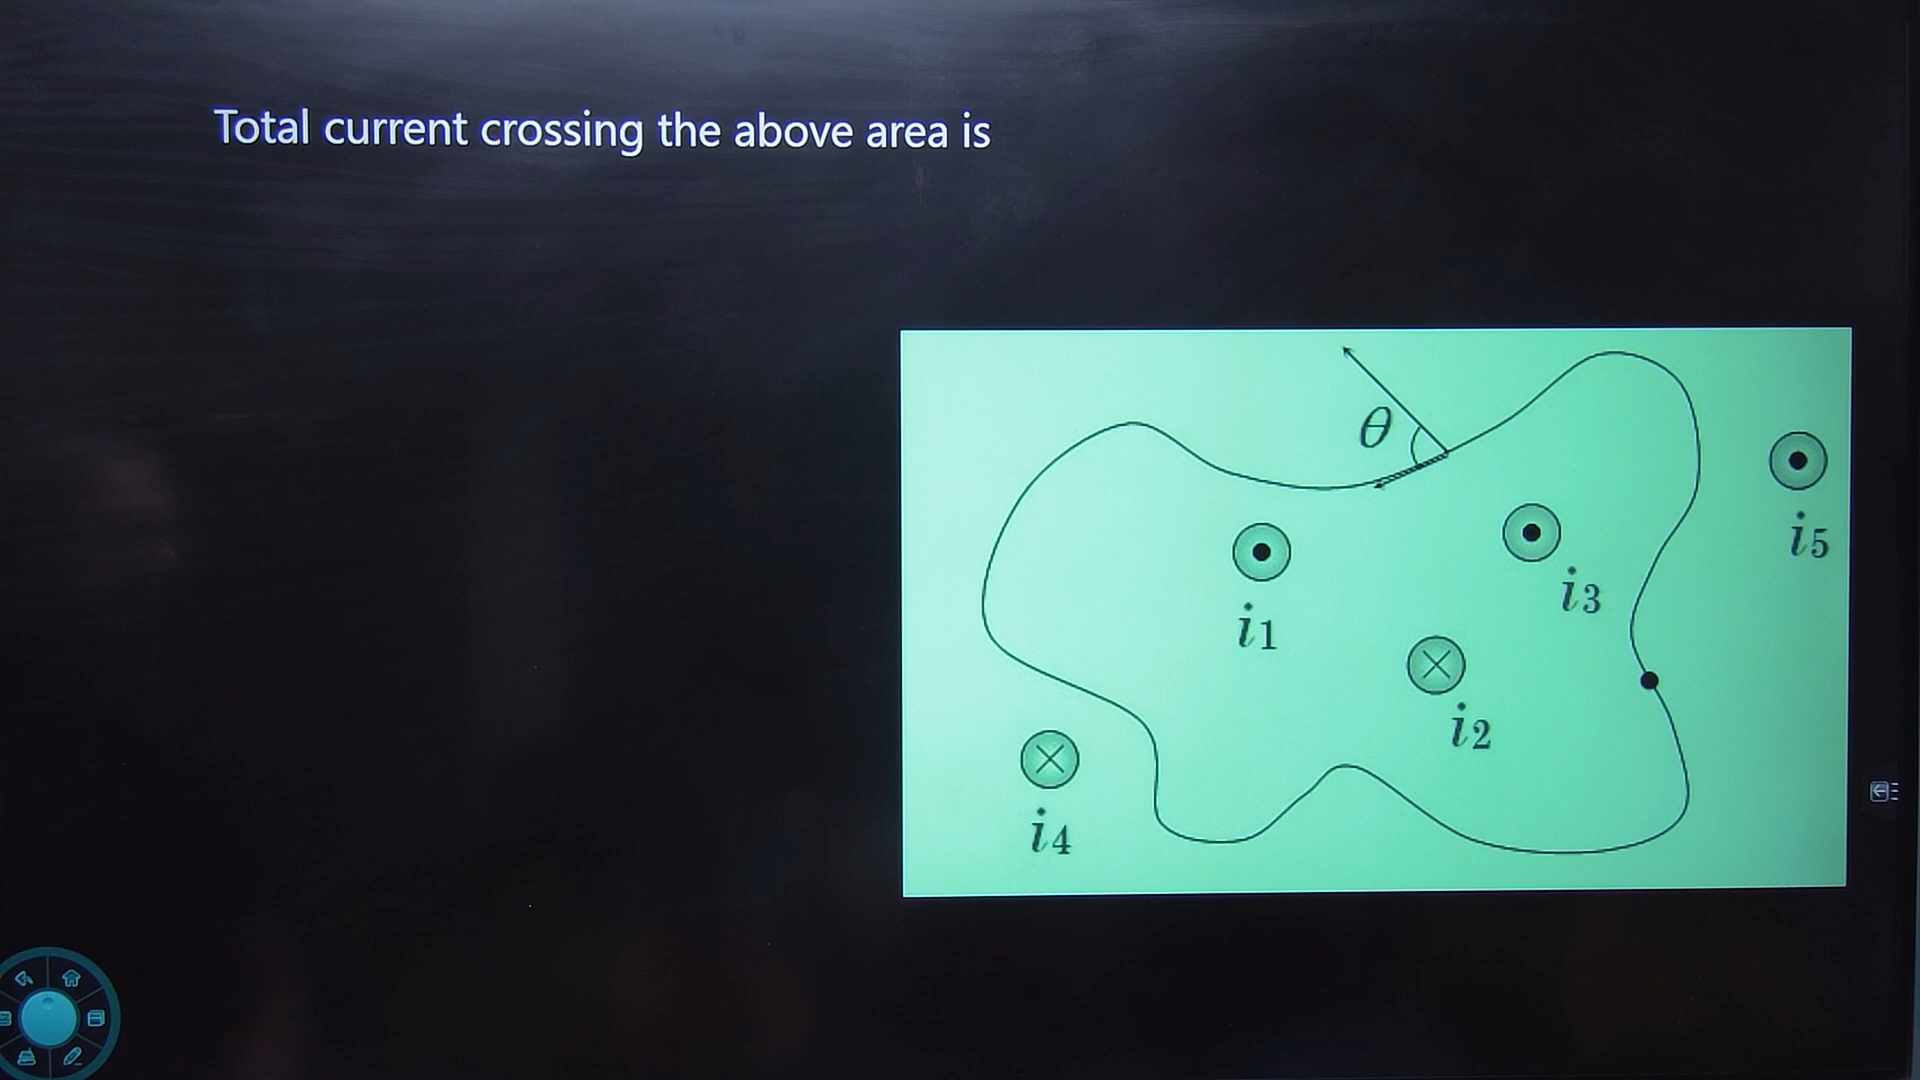 Total current crossing the above area is
θ
i5
i3
i1
i2
i4